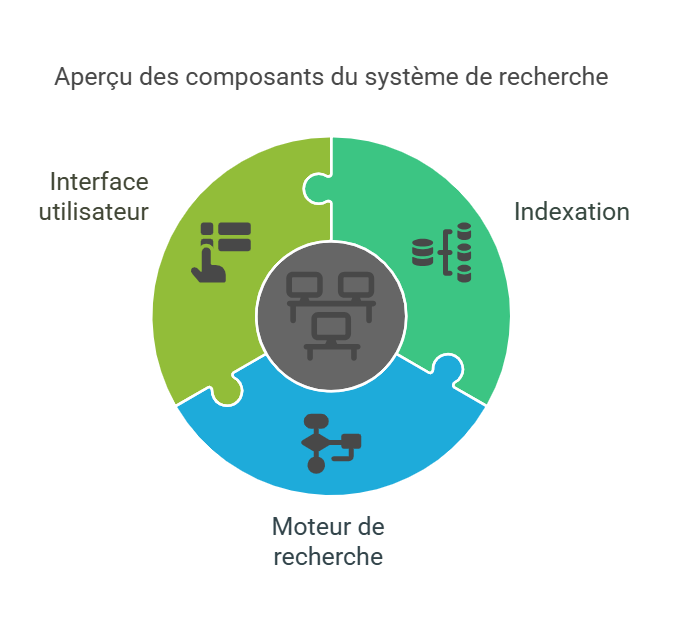 Aperçu des composants du système de recherche
Interface
utilisateur
Indexation
Moteur de
recherche